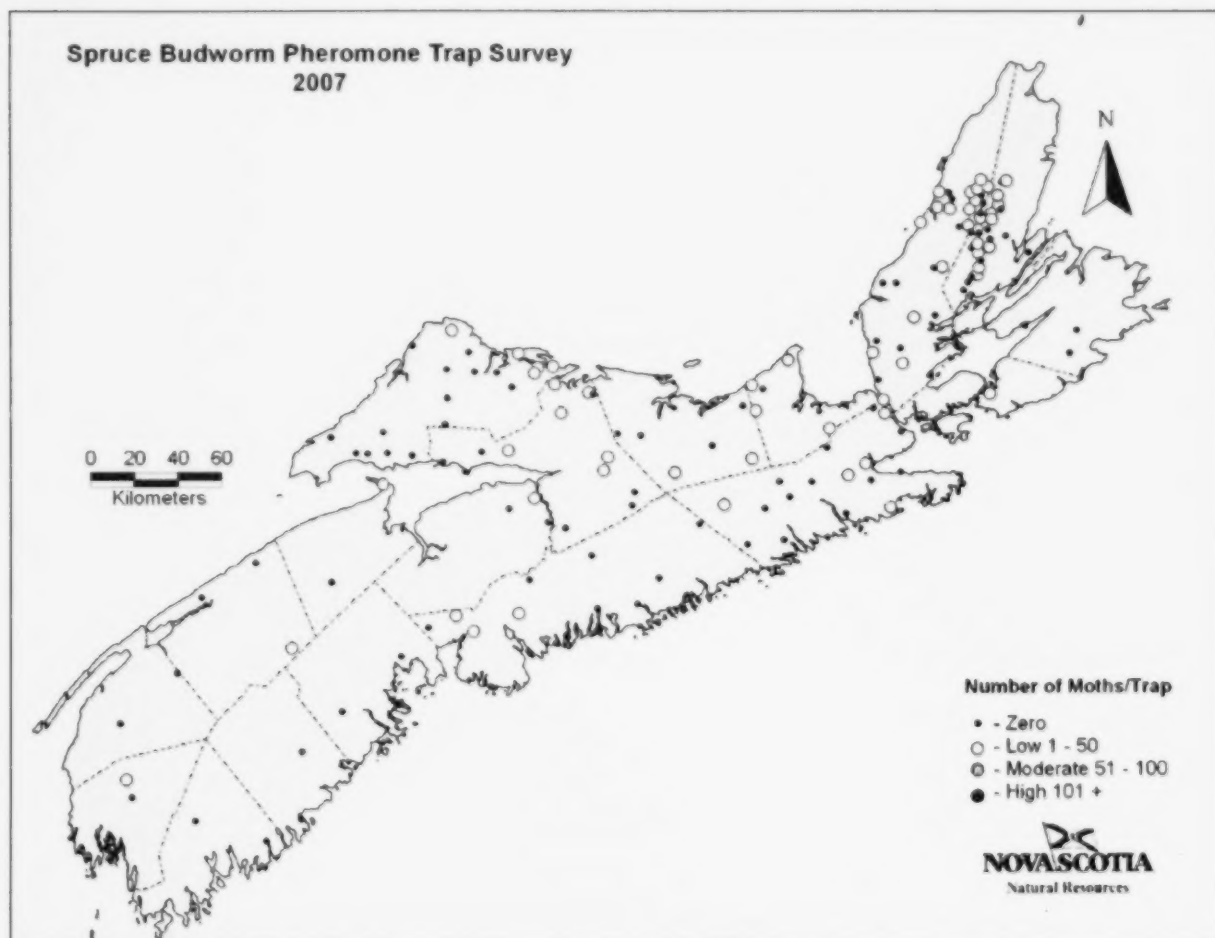 Spruce Budworm Pheromone Trap Survey
2007
N
0 20 40 60
Kilometers
Number of Moths/Trap
- Zero
- Low 1 - 50
- Moderate 51 - 100
- High 101 +
NOVA SCOTIA
Natural Resources